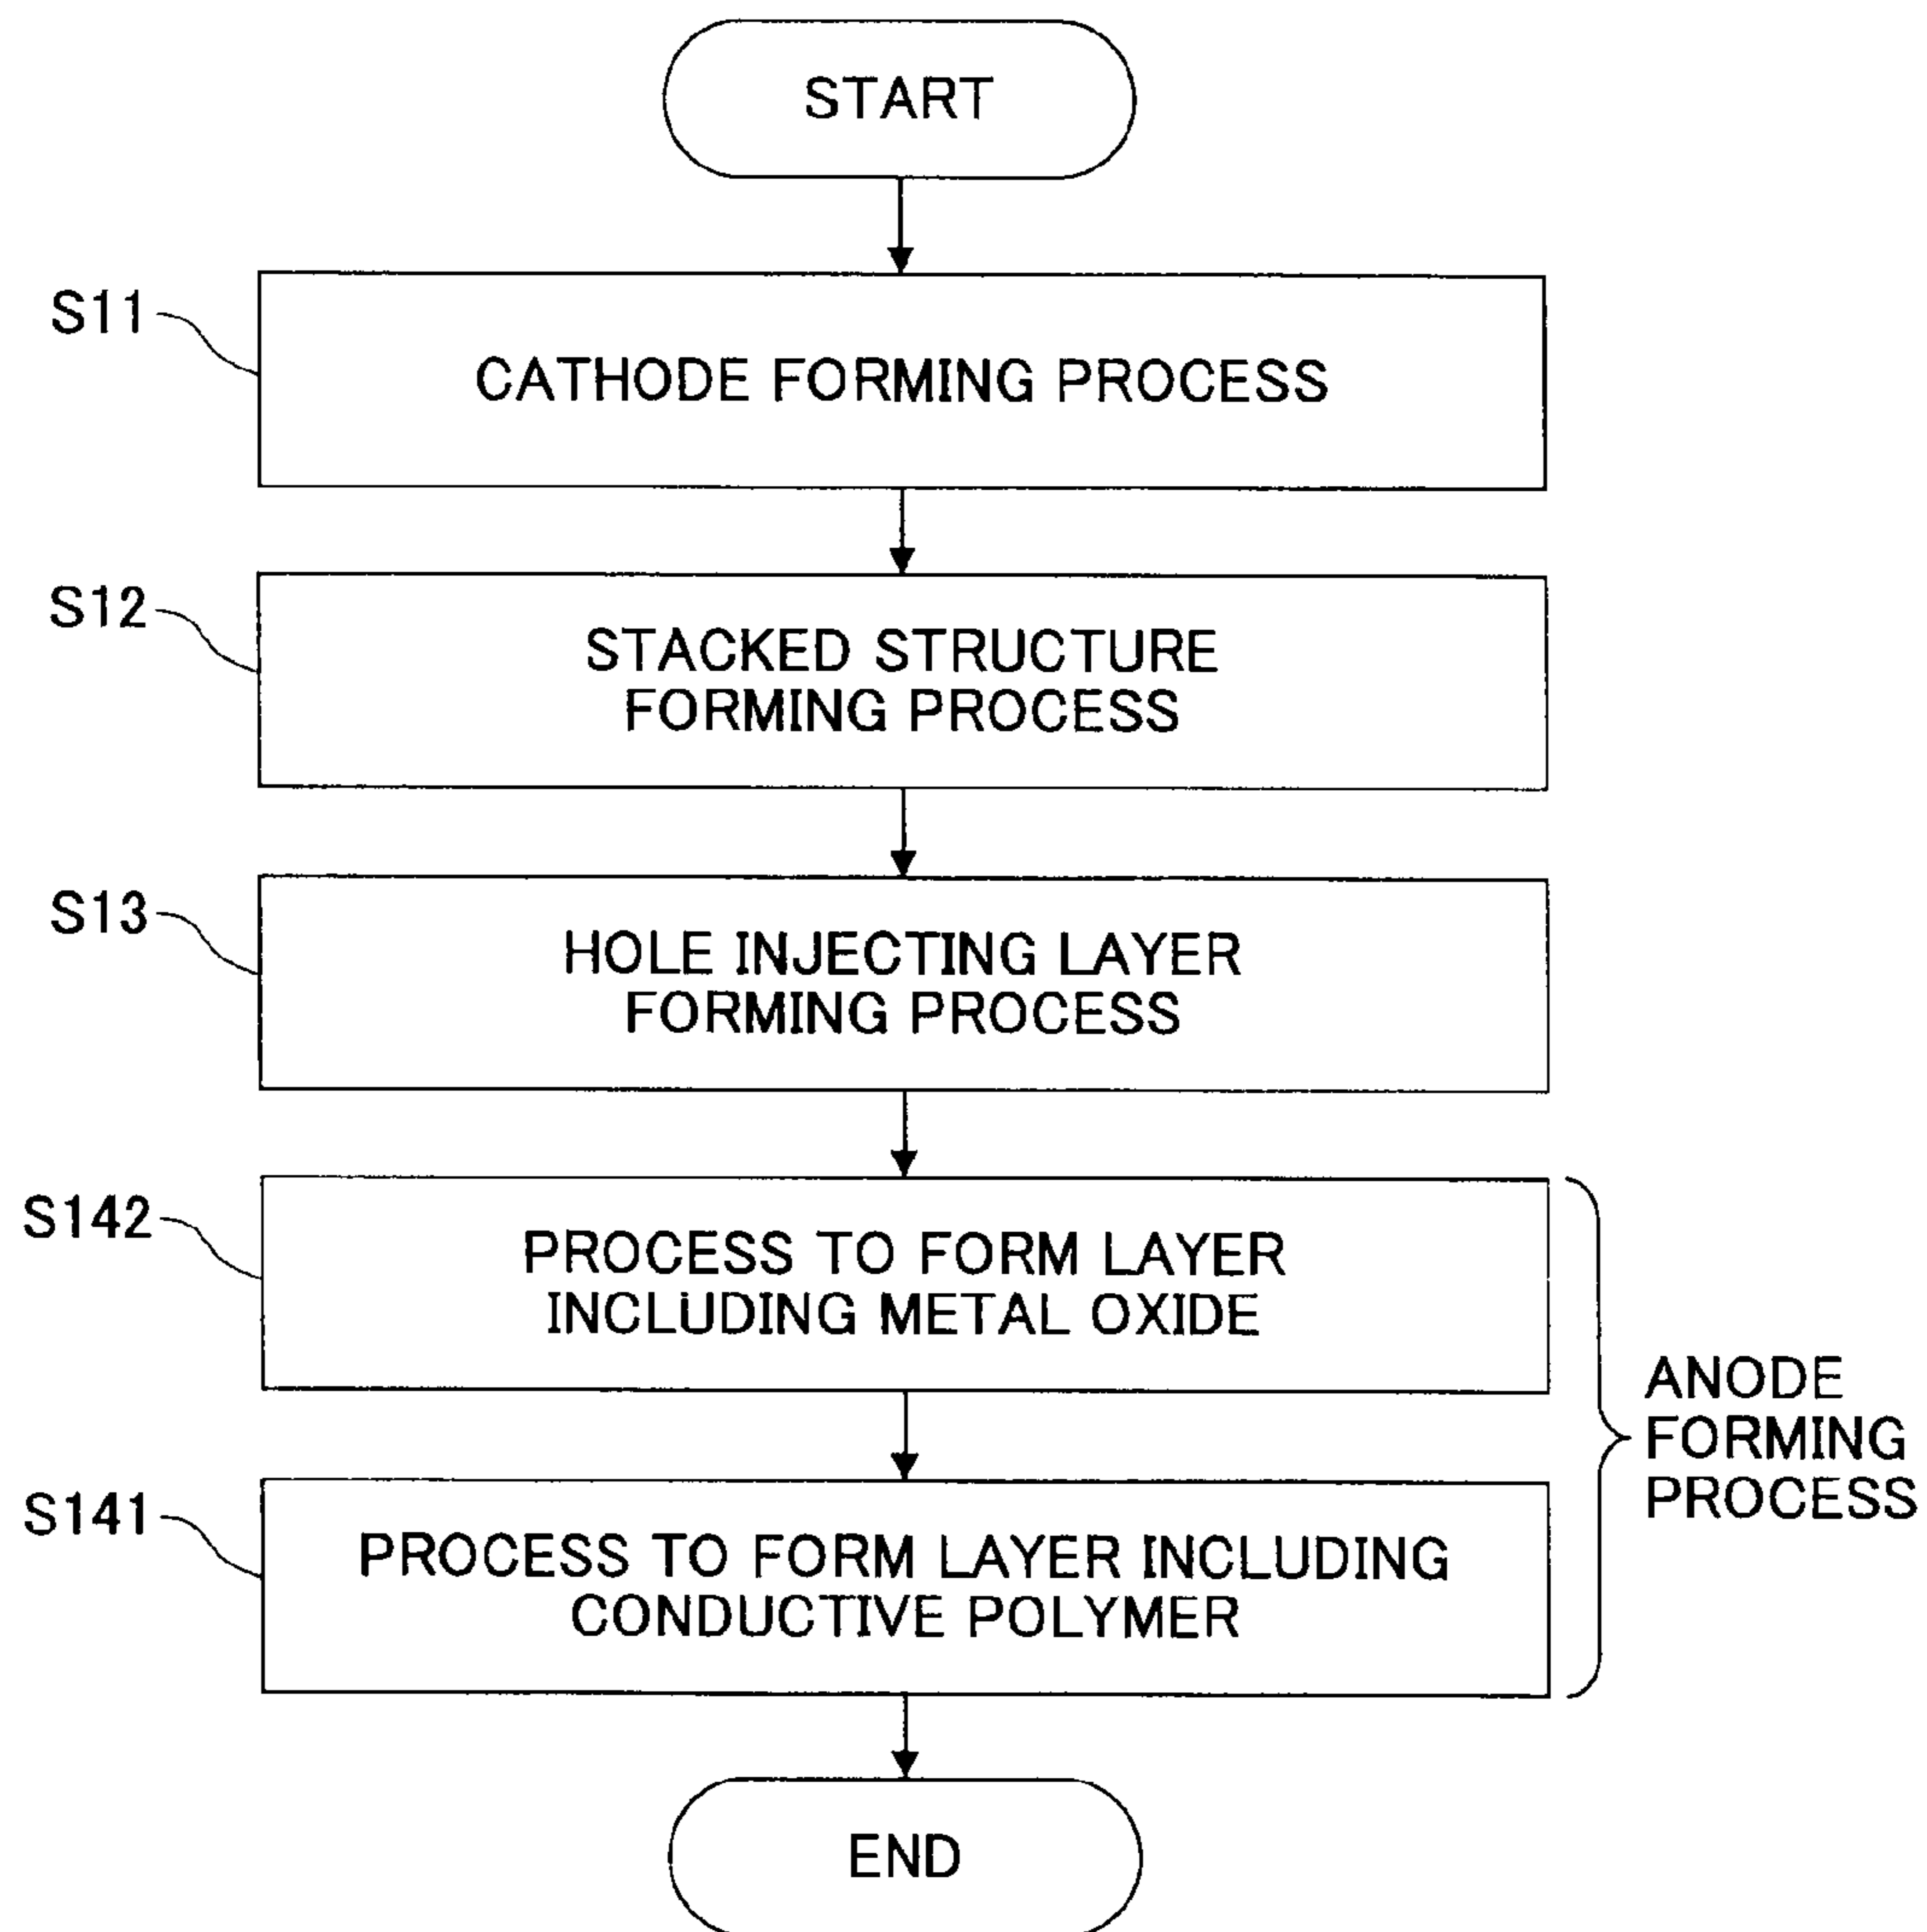 START
S11
CATHODE FORMING PROCESS
S12
STACKED STRUCTURE
FORMING PROCESS
S13
HOLE INJECTING LAYER
FORMING PROCESS
S142
PROCESS TO FORM LAYER
INCLUDING METAL OXIDE
S141
PROCESS TO FORM LAYER INCLUDING
CONDUCTIVE POLYMER
ANODE
FORMING
PROCESS
END